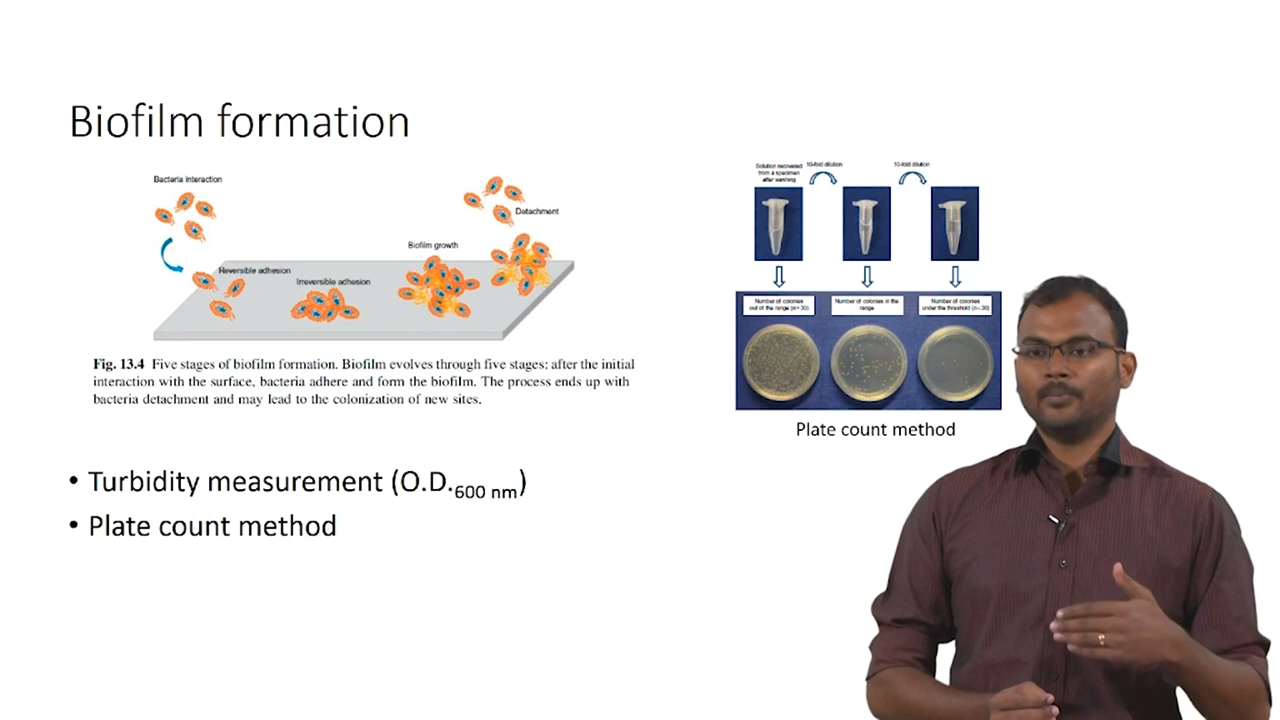 Biofilm formation
Bacteria interaction
Reversible adhesion
Irreversible adhesion
Biofilm growth
Detachment
Fig. 13.4 Five stages of biofilm formation. Biofilm evolves through five stages: after the initial
interaction with the surface, bacteria adhere and form the biofilm. The process ends up with
bacteria detachment and may lead to the colonization of new sites.
• Turbidity measurement (O.D.600 nm)
• Plate count method
Solution recovered
from a specimen
after washing
10-fold dilution
10-fold dilution
Number of colonies
out of the range
Number of colonies in the
range
Number of colonies
under the threshold
Plate count method